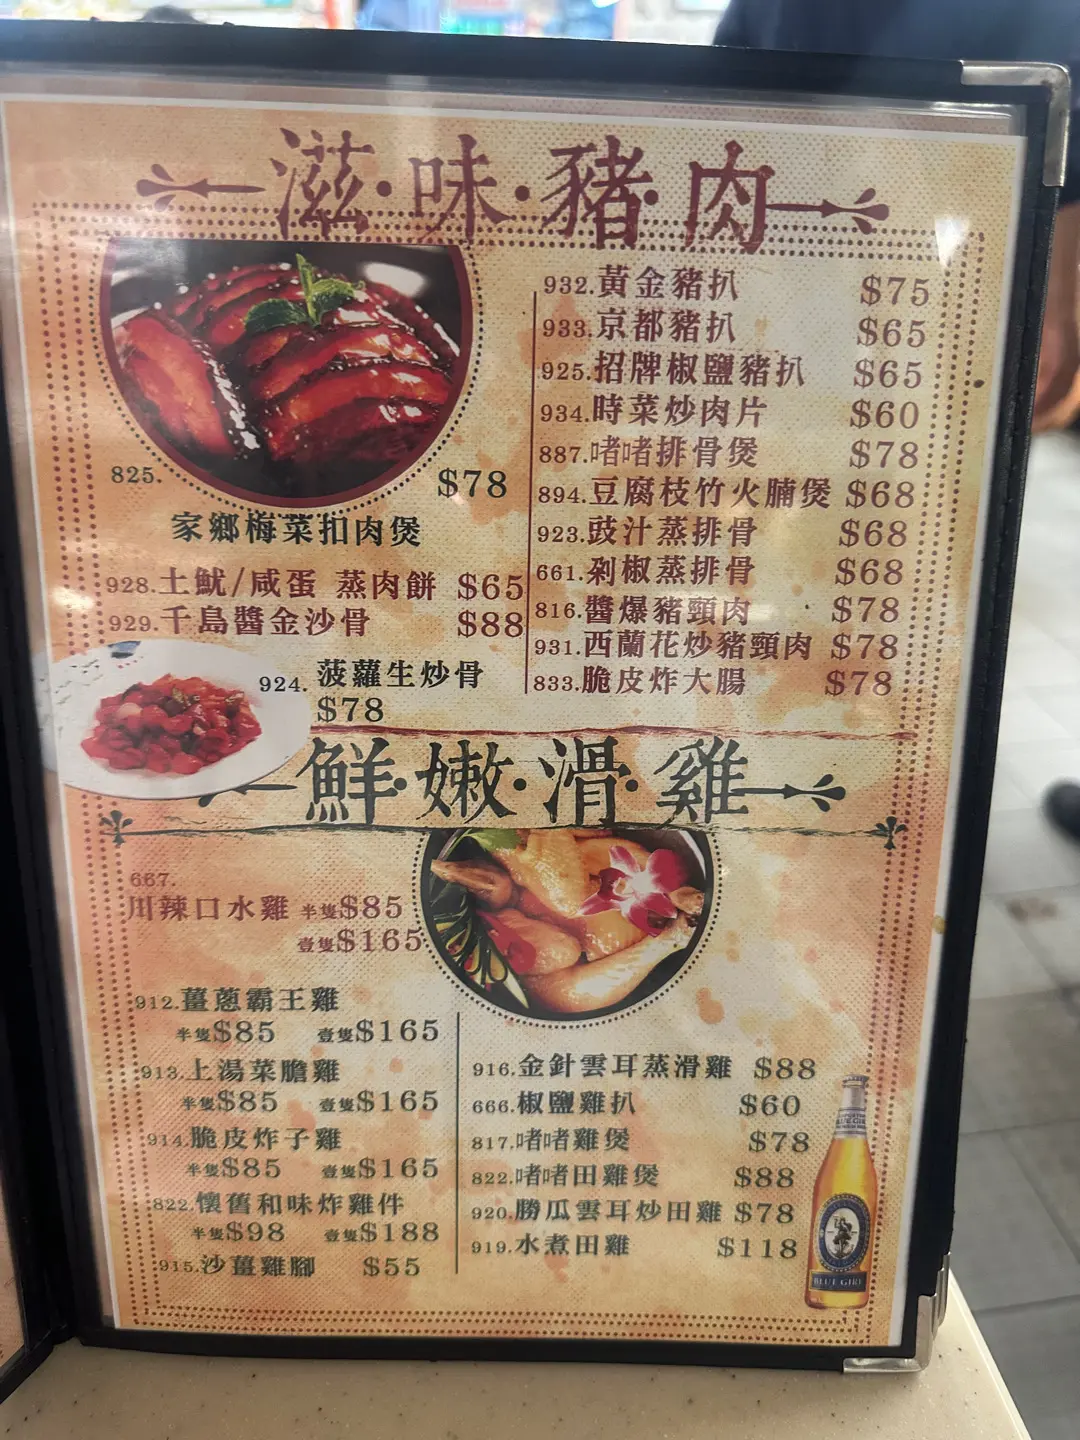 滋·味·豬·肉
825. $78
家鄉梅菜扣肉煲
928.土魷/咸蛋 蒸肉餅 $65
929.千島醬金沙骨 $88
924.菠蘿生炒骨
$78
932.黃金豬扒 $75
933.京都豬扒 $65
925.招牌椒鹽豬扒 $65
934.時菜炒肉片 $60
887.啫啫排骨煲 $78
894.豆腐枝竹火腩煲 $68
923.豉汁蒸排骨 $68
661.剁椒蒸排骨 $68
816.醬爆豬頸肉 $78
931.西蘭花炒豬頸肉 $78
833.脆皮炸大腸 $78
鮮·嫩·滑·雞
667.
川辣口水雞 半隻$85
壹隻$165
912.薑蔥霸王雞
半隻$85 壹隻$165
913.上湯菜膽雞
半隻$85 壹隻$165
914.脆皮炸子雞
半隻$85 壹隻$165
822.懷舊和味炸雞件
半隻$98 壹隻$188
915.沙薑雞腳 $55
916.金針雲耳蒸滑雞 $88
666.椒鹽雞扒 $60
817.啫啫雞煲 $78
822.啫啫田雞煲 $88
920.勝瓜雲耳炒田雞 $78
919.水煮田雞 $118
BLUE GIRL